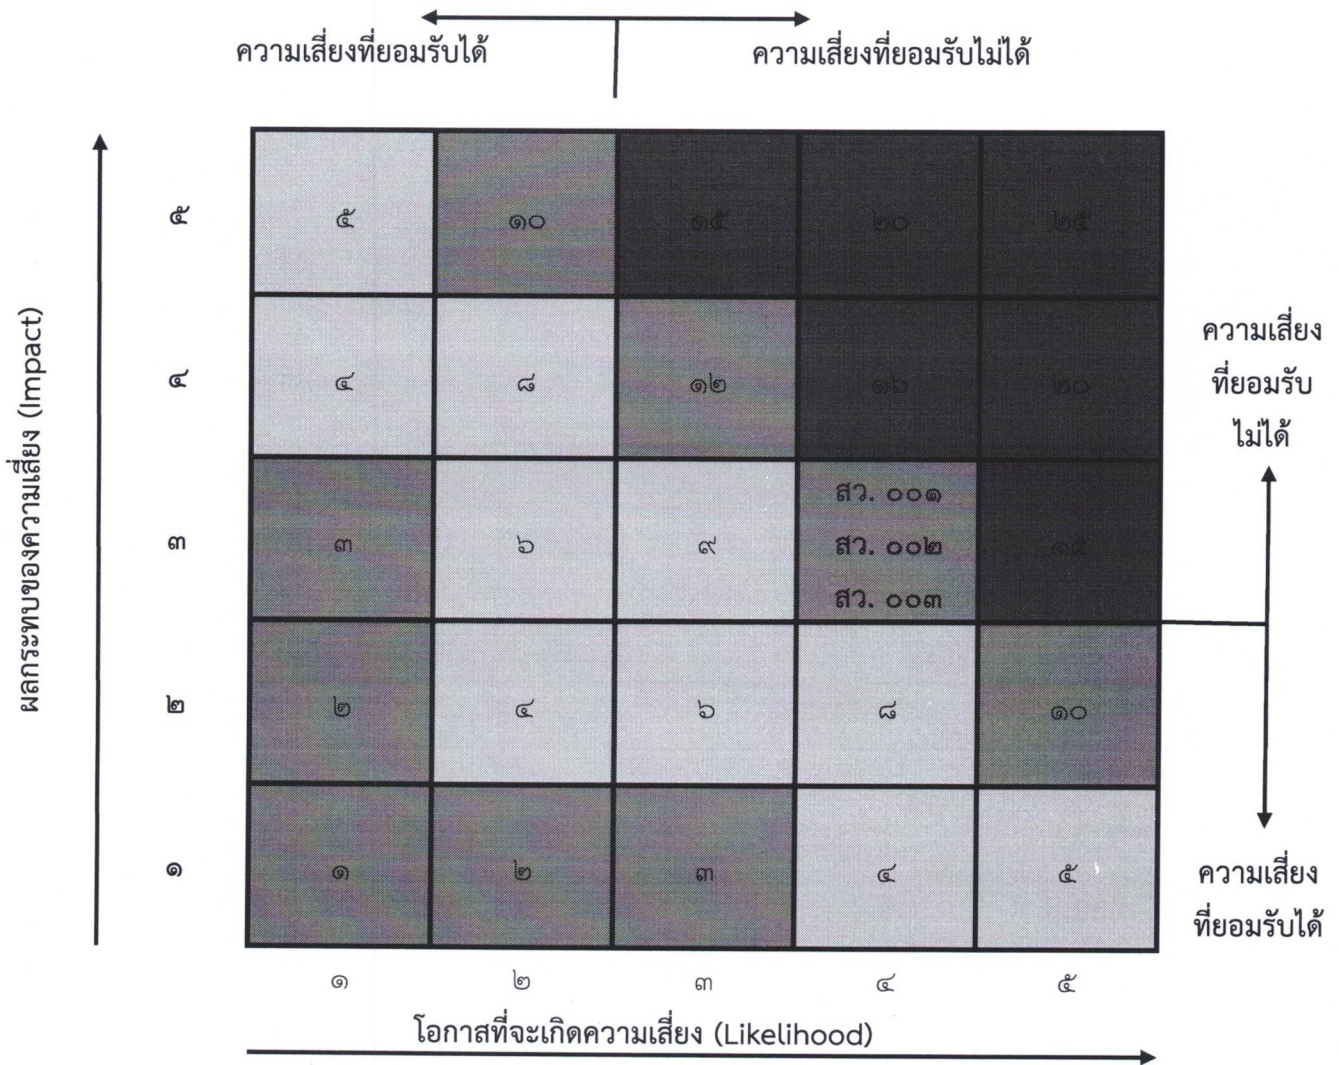 ความเสี่ยงที่ยอมรับได้ ความเสี่ยงที่ยอมรับไม่ได้
ผลกระทบของความเสี่ยง (Impact)
๕ ๕ ๑๐ ๑๕ ๒๐ ๒๕
๔ ๔ ๘ ๑๒ ๑๖ ๒๐
ความเสี่ยง
ที่ยอมรับ
ไม่ได้
๓ ๓ ๖ ๙
สว. ๐๐๑
สว. ๐๐๒
สว. ๐๐๓
๑๕
๒ ๒ ๔ ๖ ๘ ๑๐
๑ ๑ ๒ ๓ ๔ ๕
ความเสี่ยง
ที่ยอมรับได้
๑ ๒ ๓ ๔ ๕
โอกาสที่จะเกิดความเสี่ยง (Likelihood)